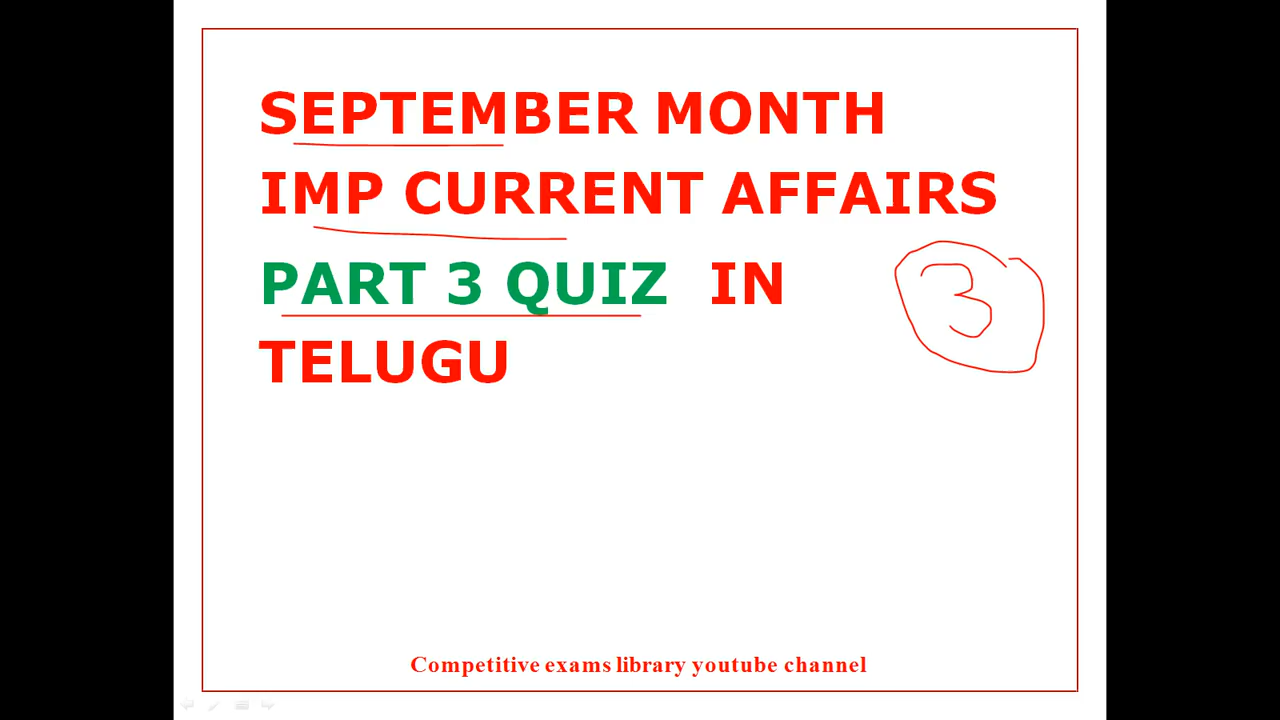 SEPTEMBER MONTH
IMP CURRENT AFFAIRS
PART 3 QUIZ IN
3
TELUGU
Competitive exams library youtube channel